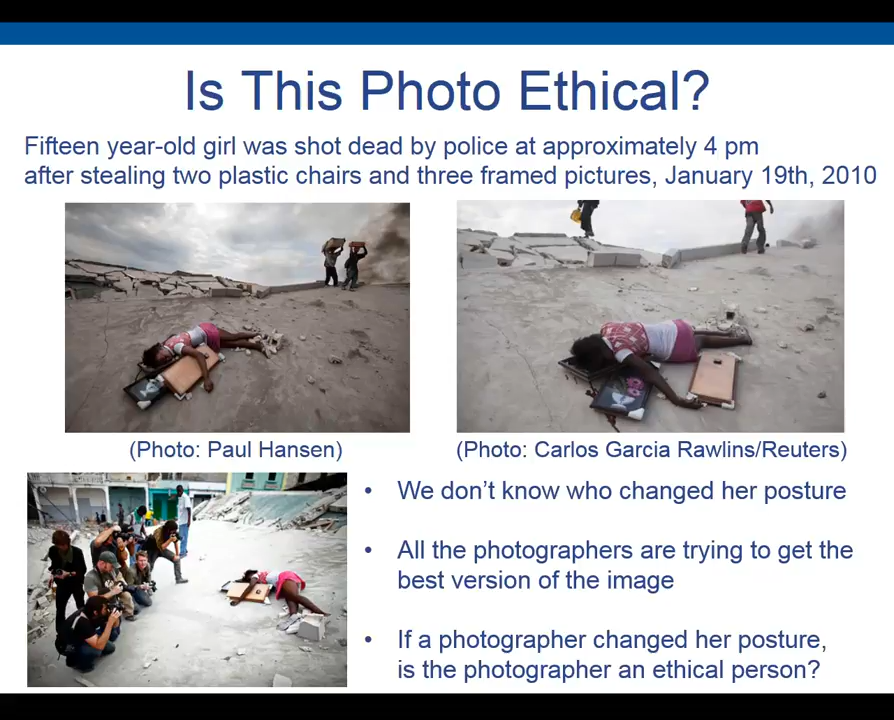 Is This Photo Ethical?
Fifteen year-old girl was shot dead by police at approximately 4 pm
after stealing two plastic chairs and three framed pictures, January 19th, 2010
(Photo: Paul Hansen)
(Photo: Carlos Garcia Rawlins/Reuters)
• We don't know who changed her posture
• All the photographers are trying to get the
best version of the image
• If a photographer changed her posture,
is the photographer an ethical person?